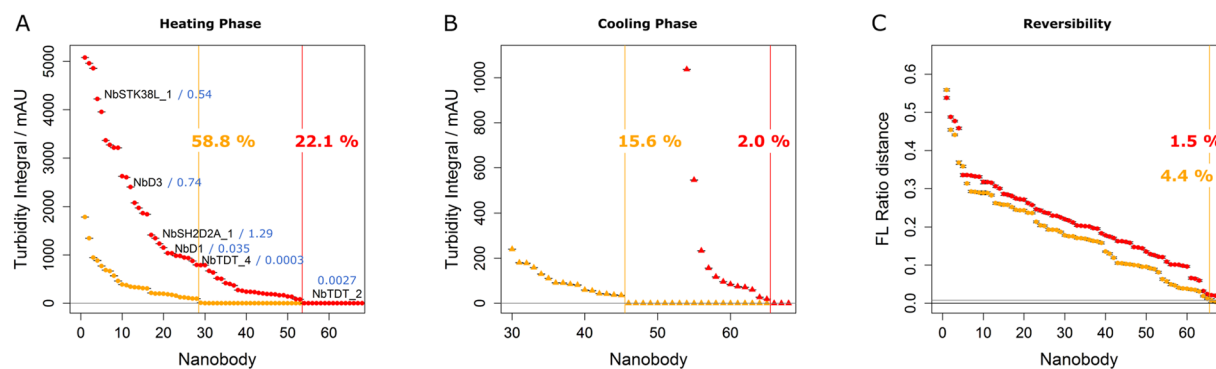 A
Heating Phase
Turbidity Integral / mAU
5000
4000
3000
2000
1000
0
NbSTK38L_1 / 0.54
58.8 %
22.1 %
NbD3 / 0.74
NbSH2D2A_1 / 1.29
NbD1 / 0.035
NbTDT_4 / 0.0003
0.0027
NbTDT_2
0 10 20 30 40 50 60
Nanobody
B
Cooling Phase
Turbidity Integral / mAU
1000
800
600
400
200
0
15.6 %
2.0 %
30 40 50 60
Nanobody
C
Reversibility
FL Ratio distance
0.6
0.5
0.4
0.3
0.2
0.1
0.0
1.5 %
4.4 %
0 10 20 30 40 50 60
Nanobody